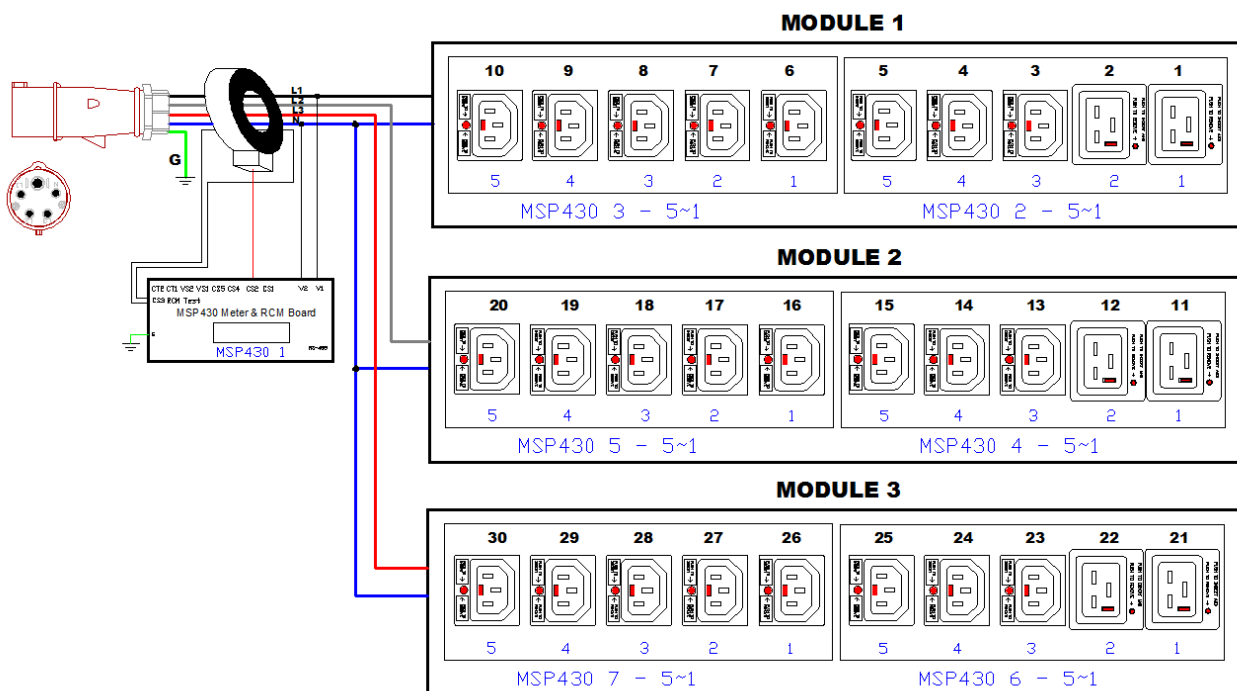 MODULE 1
10 9 8 7 6 5 4 3 2 1
5 4 3 2 1 5 4 3 2 1
MSP430 3 - 5~1 MSP430 2 - 5~1
L1
L2
L3
N
G
MODULE 2
20 19 18 17 16 15 14 13 12 11
5 4 3 2 1 5 4 3 2 1
MSP430 5 - 5~1 MSP430 4 - 5~1
CT2 CT1 VS2 VS1 CS5 CS4 CS2 CS1 V2 V1
CS3 RCM Test
MSP430 Meter & RCM Board
MSP430 1
RS-485
MODULE 3
30 29 28 27 26 25 24 23 22 21
5 4 3 2 1 5 4 3 2 1
MSP430 7 - 5~1 MSP430 6 - 5~1